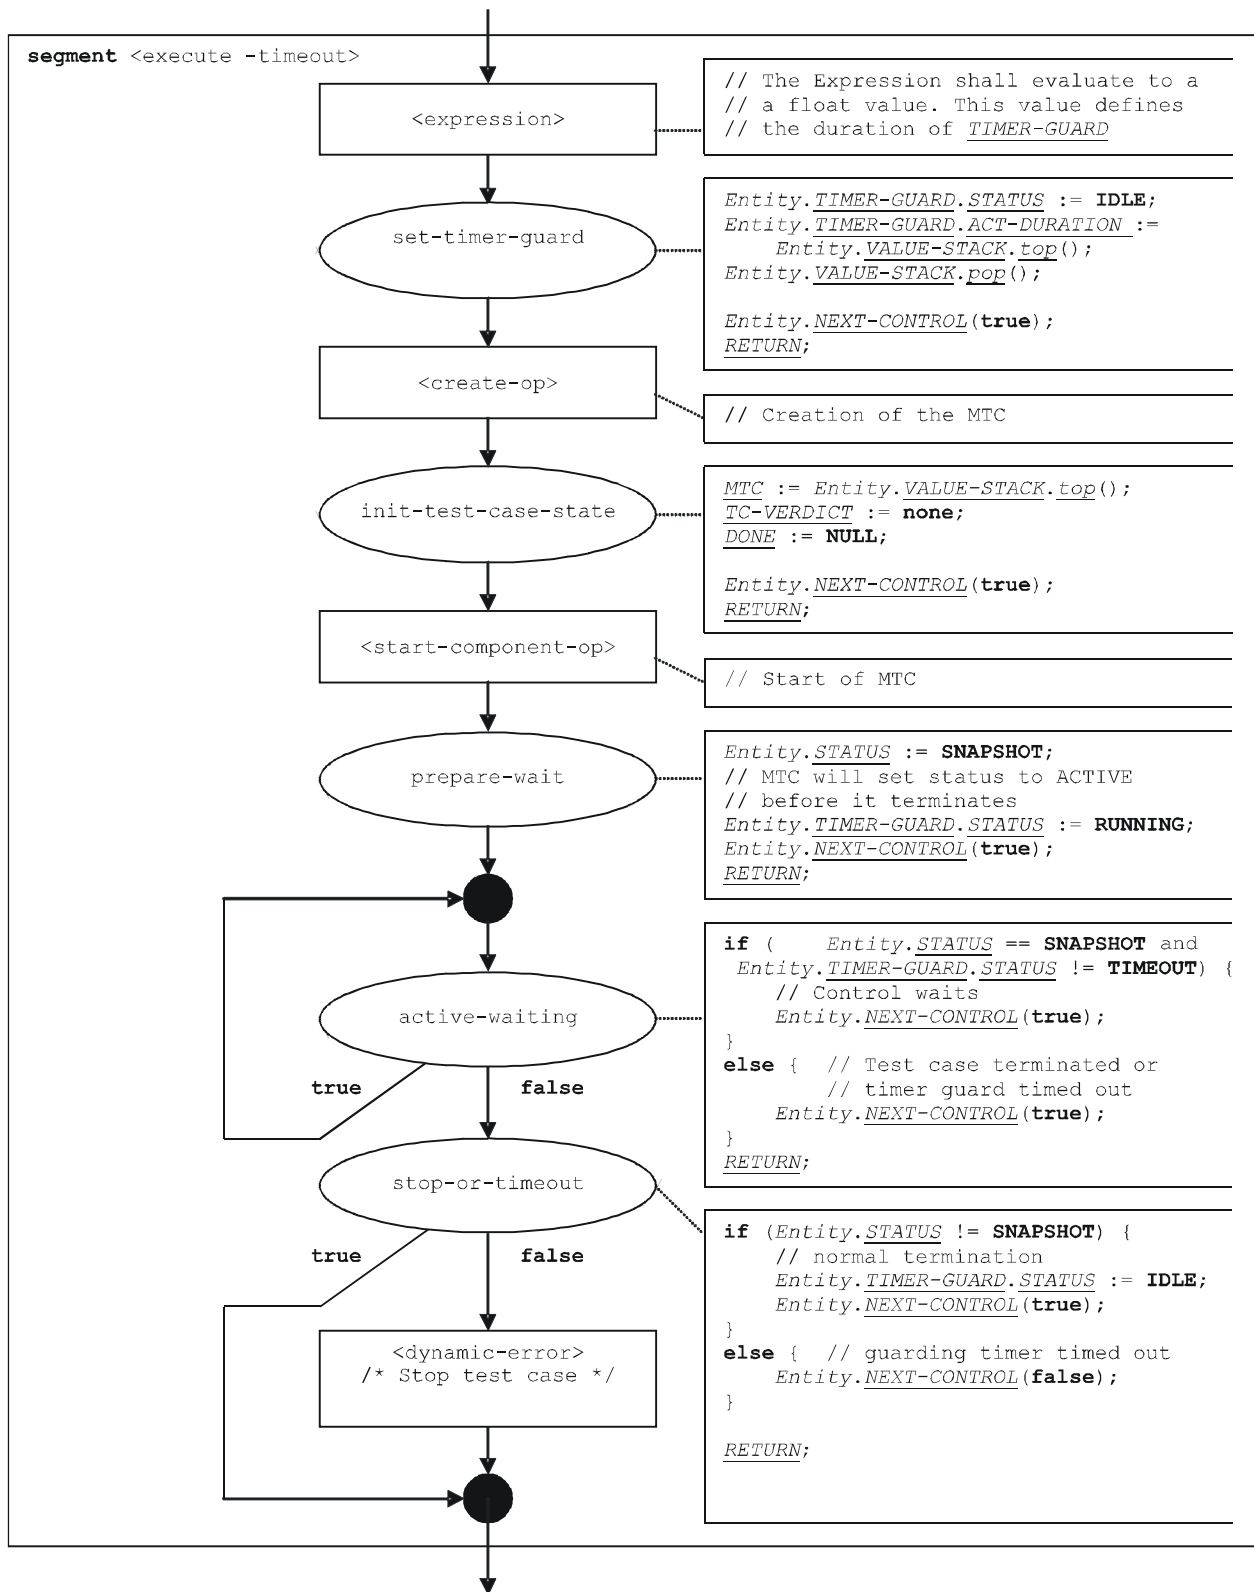 segment <execute -timeout>
<expression>
// The Expression shall evaluate to a
// a float value. This value defines
// the duration of TIMER-GUARD
set-timer-guard
Entity.TIMER-GUARD.STATUS := IDLE;
Entity.TIMER-GUARD.ACT-DURATION :=
Entity.VALUE-STACK.top();
Entity.VALUE-STACK.pop();
Entity.NEXT-CONTROL(true);
RETURN;
<create-op>
// Creation of the MTC
init-test-case-state
MTC := Entity.VALUE-STACK.top();
TC-VERDICT := none;
DONE := NULL;
Entity.NEXT-CONTROL(true);
RETURN;
<start-component-op>
// Start of MTC
prepare-wait
Entity.STATUS := SNAPSHOT;
// MTC will set status to ACTIVE
// before it terminates
Entity.TIMER-GUARD.STATUS := RUNNING;
Entity.NEXT-CONTROL(true);
RETURN;
active-waiting
true
false
if ( Entity.STATUS == SNAPSHOT and
Entity.TIMER-GUARD.STATUS != TIMEOUT) {
// Control waits
Entity.NEXT-CONTROL(true);
}
else { // Test case terminated or
// timer guard timed out
Entity.NEXT-CONTROL(true);
}
RETURN;
stop-or-timeout
true
false
if (Entity.STATUS != SNAPSHOT) {
// normal termination
Entity.TIMER-GUARD.STATUS := IDLE;
Entity.NEXT-CONTROL(true);
}
else { // guarding timer timed out
Entity.NEXT-CONTROL(false);
}
RETURN;
<dynamic-error>
/* Stop test case */